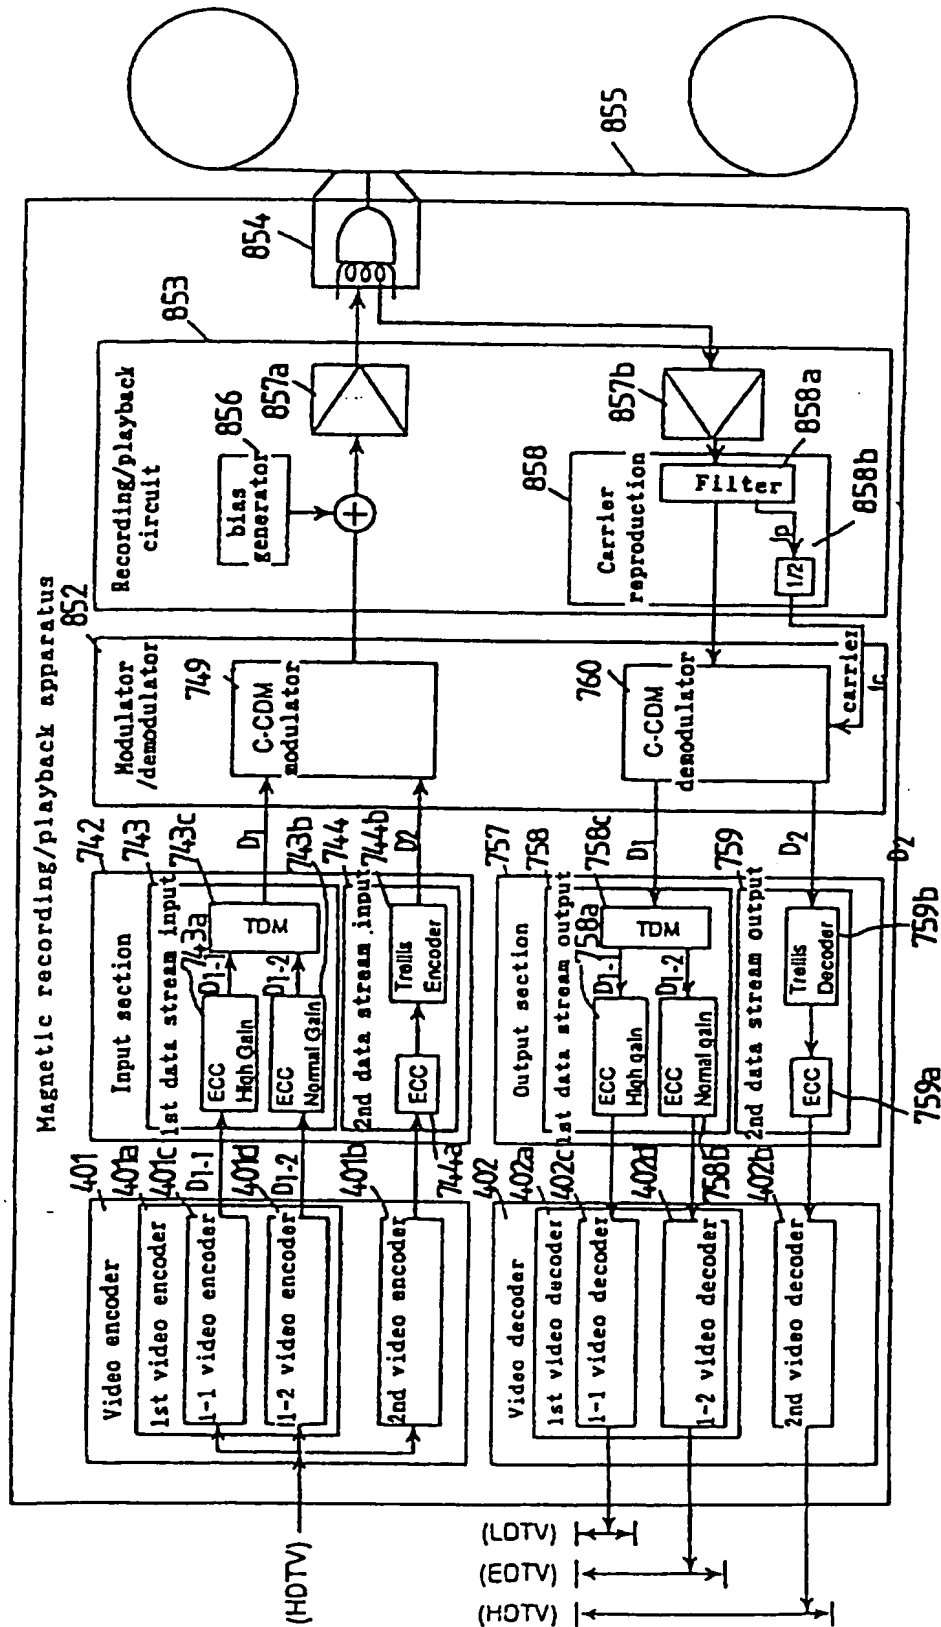 Magnetic recording/playback apparatus
852
853
854
855
Recording/playback
circuit
856
bias
generator
857a
857b
858
Carrier
reproduction
Filter
858a
858b
1/2
carrier
Modulator
/demodulator
749
C-CDM
modulator
760
C-CDM
demodulator
D1
D2
D1
D2
D2
742
Input section
743
1st data stream input
743a
743c
743b
ECC
High Gain
ECC
Normal Gain
D1-1
D1-2
TDM
744
2nd data stream input
744b
ECC
744a
Trellis
Encoder
757
Output section
758
1st data stream output
758a
758c
TDM
D1-1
D1-2
ECC
High gain
ECC
Normal gain
758b
759
2nd data stream output
Trellis
Decoder
759b
ECC
759a
401
Video encoder
401a
1st video encoder
401c
1-1 video encoder
D1-1
401d
1-2 video encoder
D1-2
401b
2nd video encoder
402
Video decoder
402a
1st video decoder
402c
1-1 video decoder
402d
1-2 video decoder
402b
2nd video decoder
(HDTV)
(LDTV)
(EDTV)
(HDTV)